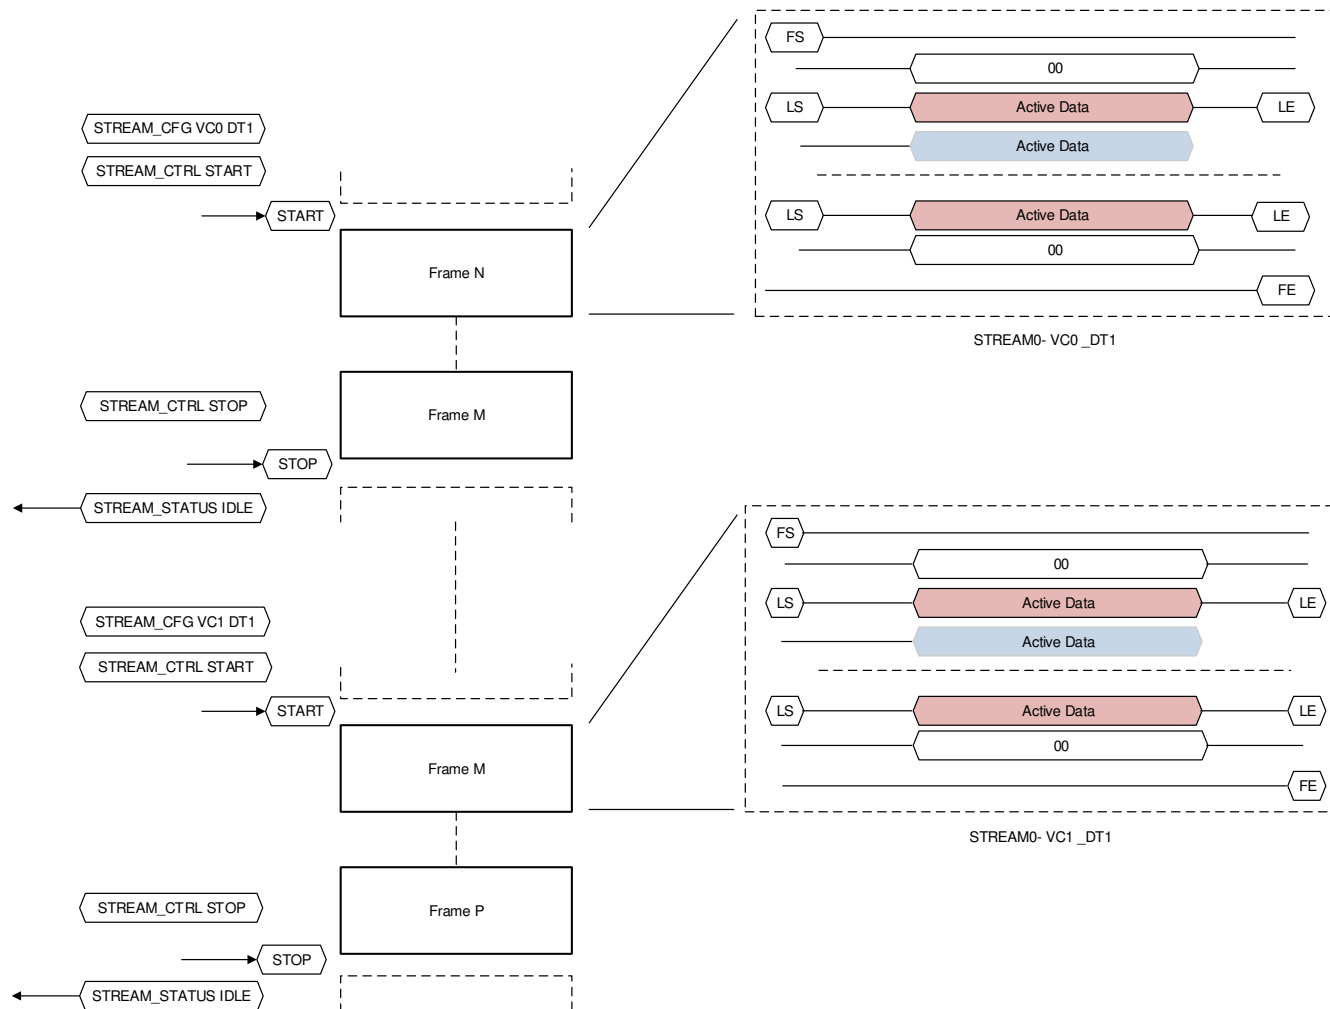 STREAM_CFG VC0 DT1
STREAM_CTRL START
START
Frame N
FS
00
LS Active Data LE
Active Data
LS Active Data LE
00
FE
STREAM0- VC0 _DT1
STREAM_CTRL STOP
Frame M
STOP
STREAM_STATUS IDLE
STREAM_CFG VC1 DT1
STREAM_CTRL START
START
Frame M
FS
00
LS Active Data LE
Active Data
LS Active Data LE
00
FE
STREAM0- VC1 _DT1
STREAM_CTRL STOP
Frame P
STOP
STREAM_STATUS IDLE